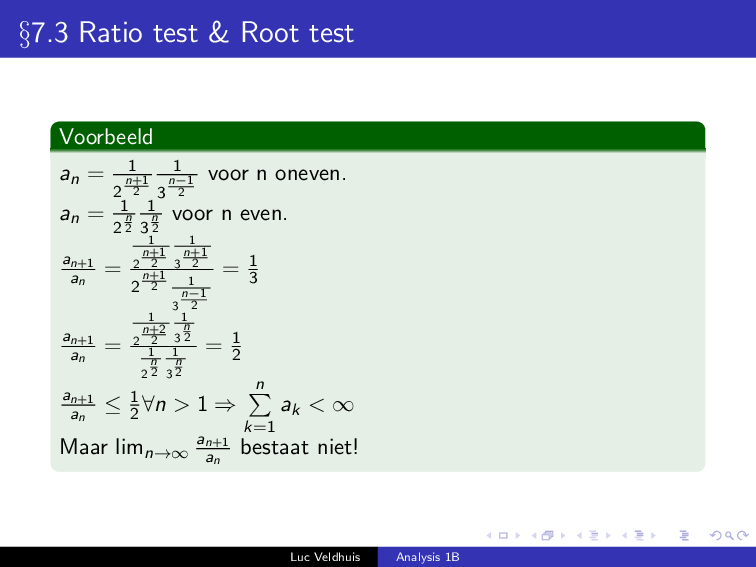 §7.3 Ratio test & Root test
Voorbeeld
a_n = \frac{1}{2^{\frac{n+1}{2}}} \frac{1}{3^{\frac{n-1}{2}}} voor n oneven.
a_n = \frac{1}{2^{\frac{n}{2}}} \frac{1}{3^{\frac{n}{2}}} voor n even.
\frac{a_{n+1}}{a_n} = \frac{\frac{1}{2^{\frac{n+1}{2}}} \frac{1}{3^{\frac{n+1}{2}}}}{2^{\frac{n+1}{2}} \frac{1}{3^{\frac{n-1}{2}}}} = \frac{1}{3}
\frac{a_{n+1}}{a_n} = \frac{\frac{1}{2^{\frac{n+2}{2}}} \frac{1}{3^{\frac{n}{2}}}}{\frac{1}{2^{\frac{n}{2}}} \frac{1}{3^{\frac{n}{2}}}} = \frac{1}{2}
\frac{a_{n+1}}{a_n} ≤ \frac{1}{2} ∀n > 1 ⇒ \sum_{k=1}^{n} a_k < ∞
Maar lim_{n→∞} \frac{a_{n+1}}{a_n} bestaat niet!
Luc Veldhuis Analysis 1B